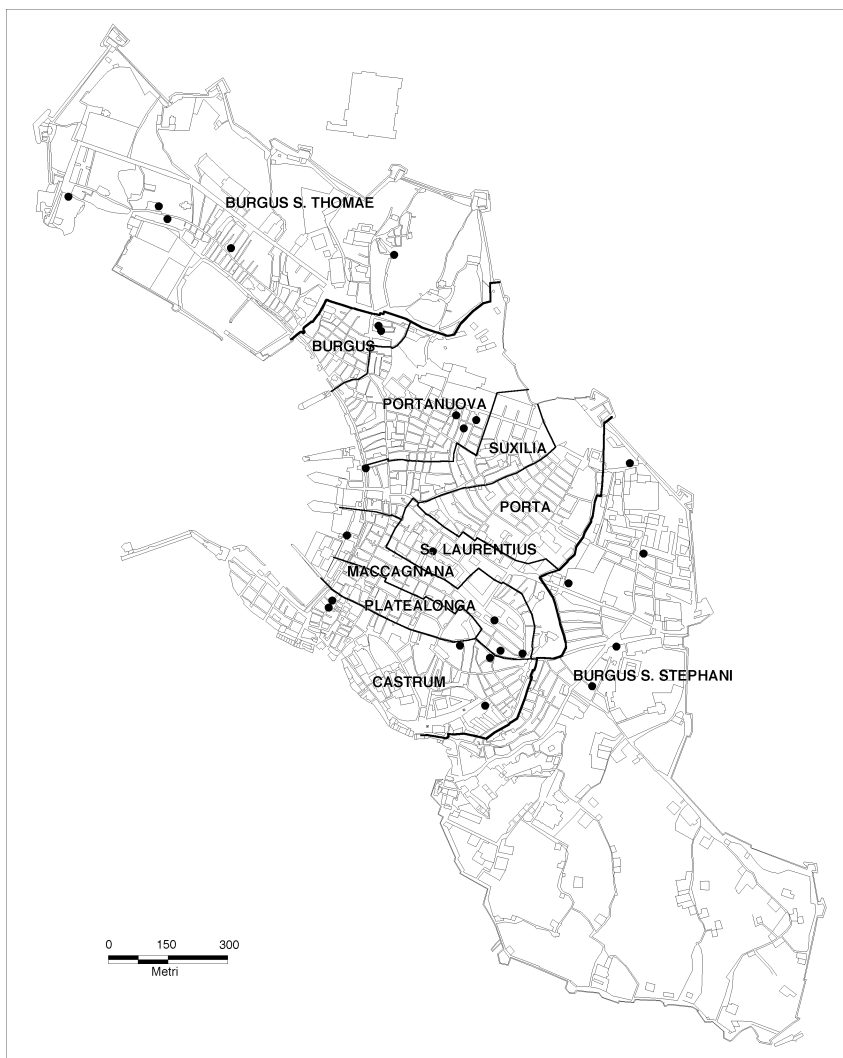 BURGUS S. THOMAE
BURGUS
PORTANUOVA
SUXILIA
PORTA
S. LAURENTIUS
MACCAGNANA
PLATEALONGA
CASTRUM
BURGUS S. STEPHANI
0 150 300
Metri